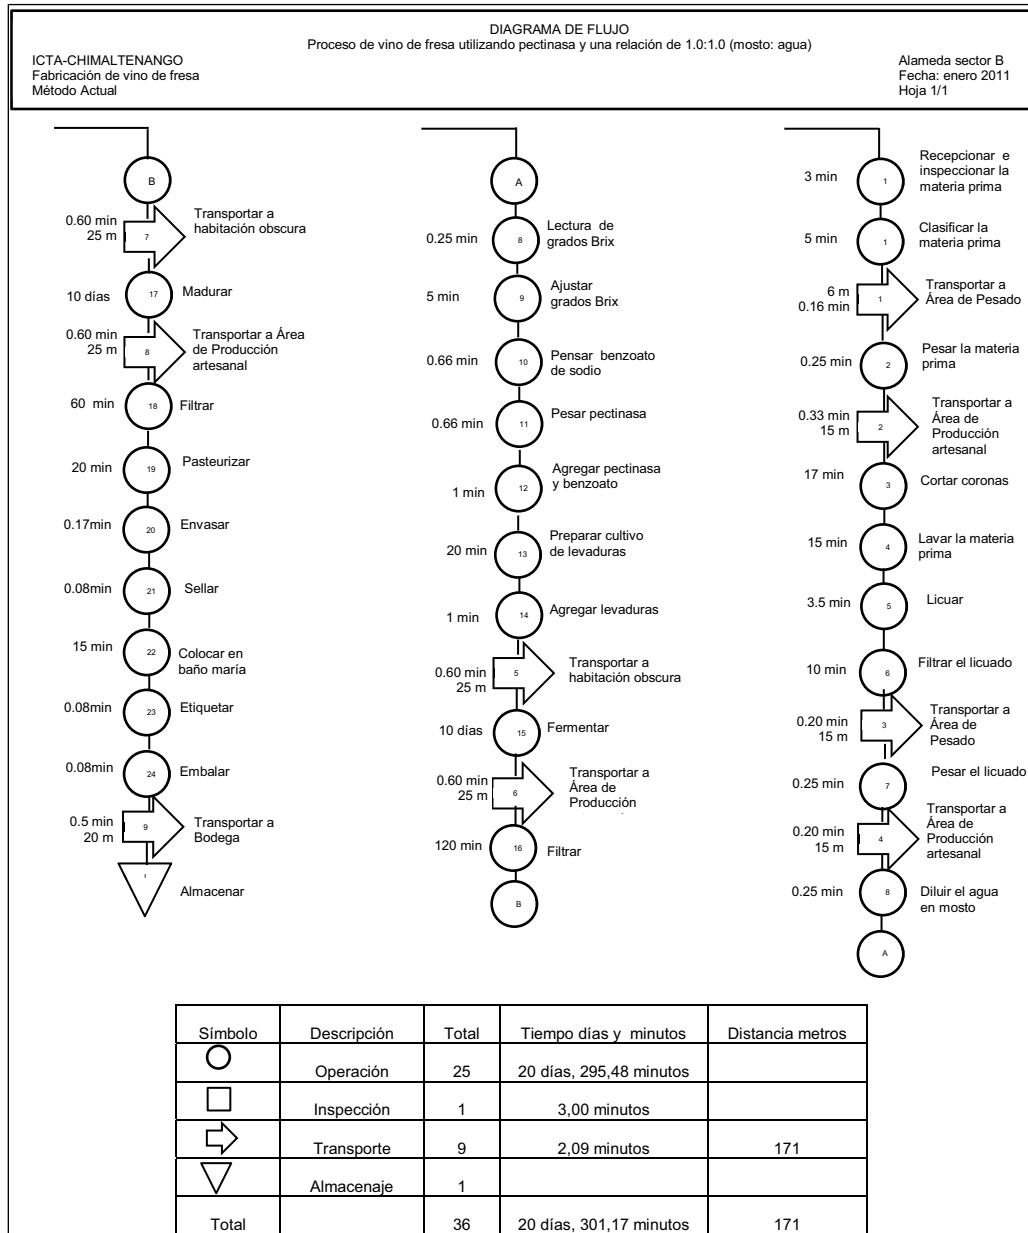 DIAGRAMA DE FLUJO
Proceso de vino de fresa utilizando pectinasa y una relación de 1.0:1.0 (mosto: agua)
ICTA-CHIMALTENANGO
Fabricación de vino de fresa
Método Actual
Alameda sector B
Fecha: enero 2011
Hoja 1/1
B
0.60 min
25 m
7
Transportar a
habitación obscura
10 días
17
Madurar
0.60 min
25 m
8
Transportar a Área
de Producción
artesanal
60 min
18
Filtrar
20 min
19
Pasteurizar
0.17min
20
Envasar
0.08min
21
Sellar
15 min
22
Colocar en
baño maría
0.08min
23
Etiquetar
0.08min
24
Embalar
0.5 min
20 m
9
Transportar a
Bodega
Almacenar
A
0.25 min
8
Lectura de
grados Brix
5 min
9
Ajustar
grados Brix
0.66 min
10
Pensar benzoato
de sodio
0.66 min
11
Pesar pectinasa
1 min
12
Agregar pectinasa
y benzoato
20 min
13
Preparar cultivo
de levaduras
1 min
14
Agregar levaduras
0.60 min
25 m
5
Transportar a
habitación obscura
10 días
15
Fermentar
0.60 min
25 m
6
Transportar a
Área de
Producción
120 min
16
Filtrar
B
3 min
1
Recepcionar e
inspeccionar la
materia prima
5 min
1
Clasificar la
materia prima
6 m
0.16 min
1
Transportar a
Área de Pesado
0.25 min
2
Pesar la materia
prima
0.33 min
15 m
2
Transportar a
Área de
Producción
artesanal
17 min
3
Cortar coronas
15 min
4
Lavar la materia
prima
3.5 min
5
Licuar
10 min
6
Filtrar el licuado
0.20 min
15 m
3
Transportar a
Área de
Pesado
0.25 min
7
Pesar el licuado
0.20 min
15 m
4
Transportar a
Área de
Producción
artesanal
0.25 min
8
Diluir el agua
en mosto
A
Símbolo Descripción Total Tiempo días y minutos Distancia metros
Operación 25 20 días, 295,48 minutos
Inspección 1 3,00 minutos
Transporte 9 2,09 minutos 171
Almacenaje 1
Total 36 20 días, 301,17 minutos 171